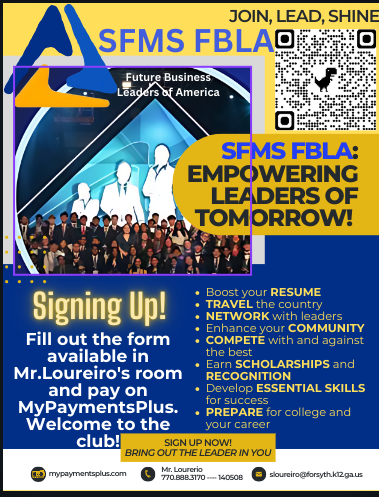 JOIN, LEAD, SHINE
SFMS FBLA
Future Business
Leaders of America
SFMS FBLA:
EMPOWERING
LEADERS OF
TOMORROW!
Signing Up!
Fill out the form
available in
Mr.Loureiro's room
and pay on
MyPaymentsPlus.
Welcome to the
club!
Boost your RESUME
TRAVEL the country
NETWORK with leaders
Enhance your COMMUNITY
COMPETE with and against
the best
Earn SCHOLARSHIPS and
RECOGNITION
Develop ESSENTIAL SKILLS
for success
PREPARE for college and
your career
SIGN UP NOW!
BRING OUT THE LEADER IN YOU
mypaymentsplus.com
Mr. Lourerio
770.888.3170 ---- 140508
sloureiro@forsyth.k12.ga.us